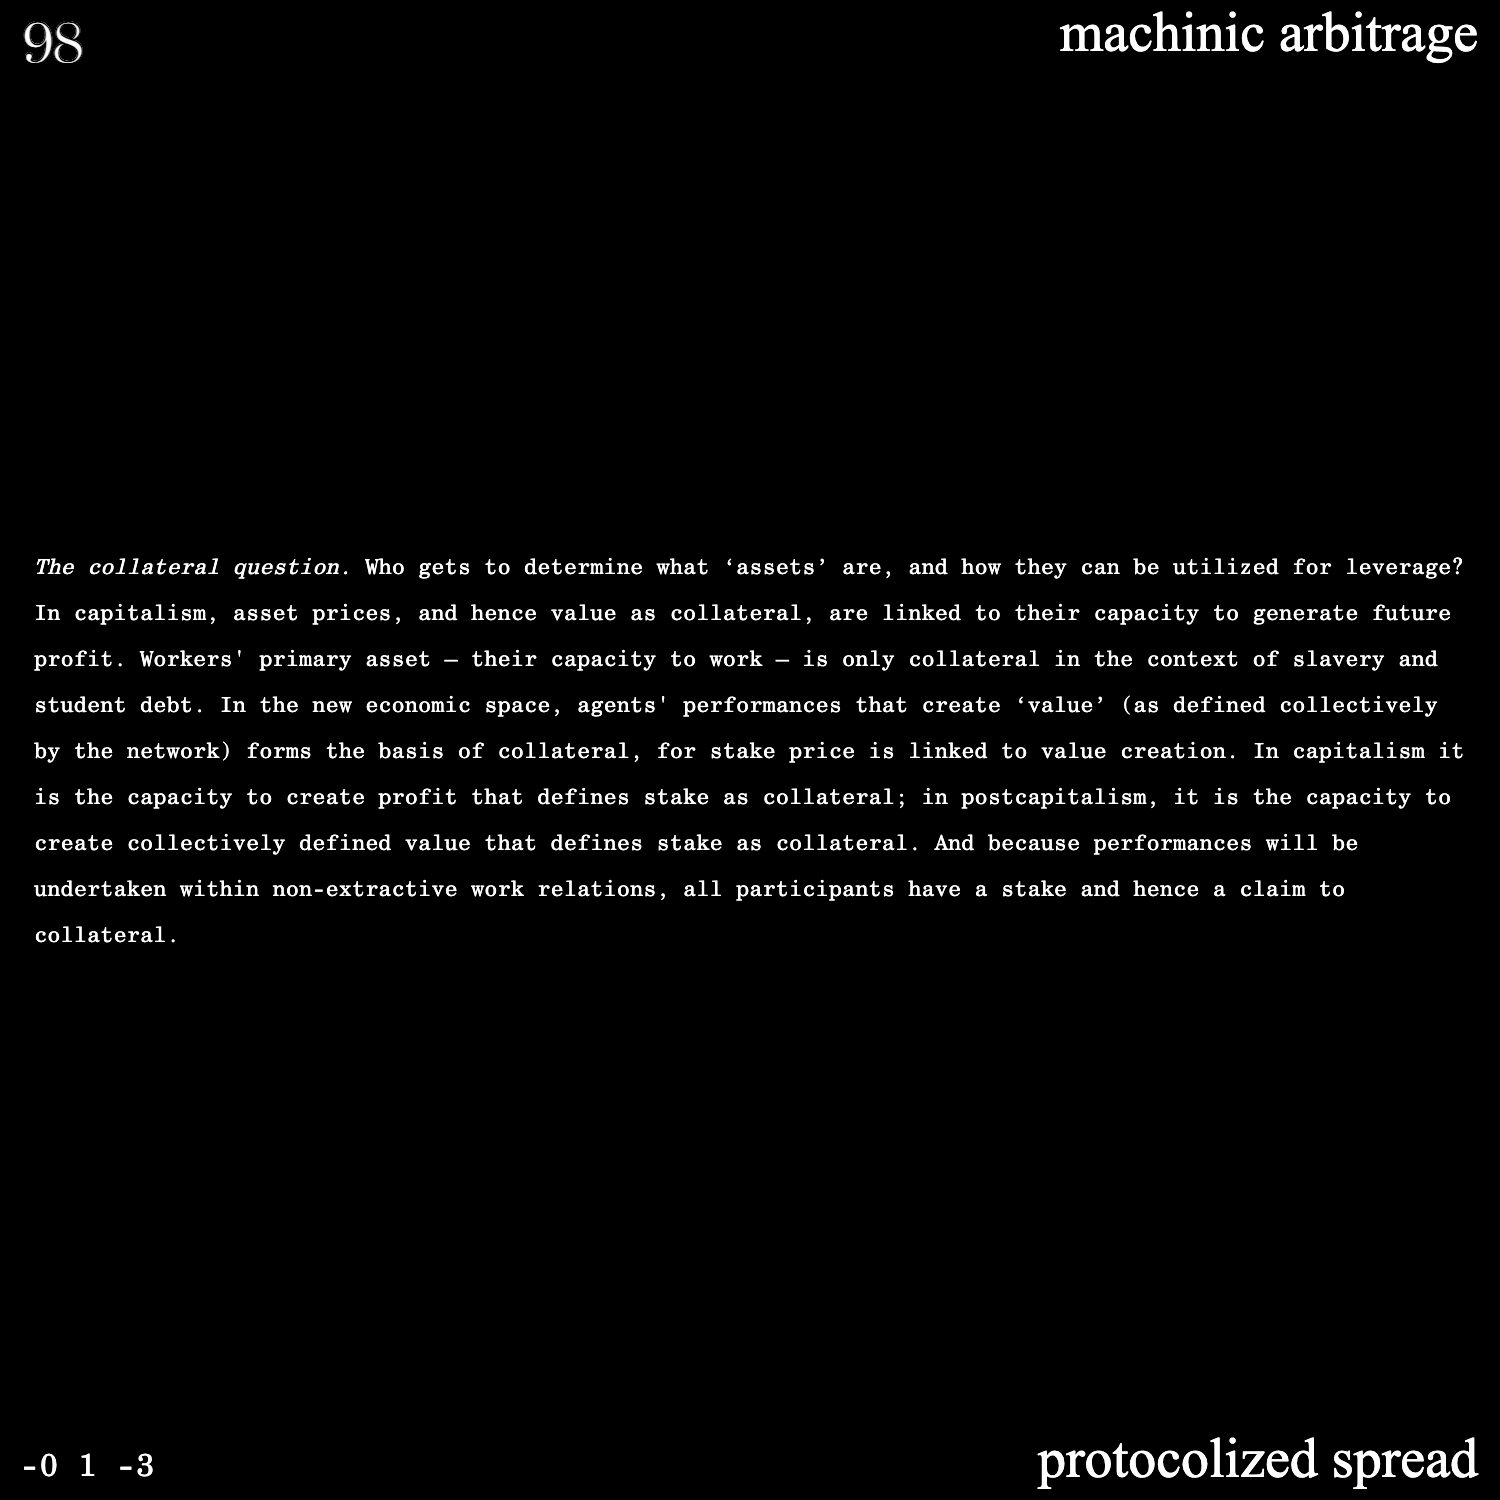 98
machinic arbitrage
The collateral question. Who gets to determine what ‘assets’ are, and how they can be utilized for leverage?
In capitalism, asset prices, and hence value as collateral, are linked to their capacity to generate future
profit. Workers' primary asset – their capacity to work – is only collateral in the context of slavery and
student debt. In the new economic space, agents' performances that create ‘value’ (as defined collectively
by the network) forms the basis of collateral, for stake price is linked to value creation. In capitalism it
is the capacity to create profit that defines stake as collateral; in postcapitalism, it is the capacity to
create collectively defined value that defines stake as collateral. And because performances will be
undertaken within non-extractive work relations, all participants have a stake and hence a claim to
collateral.
-0 1 -3
protocolized spread